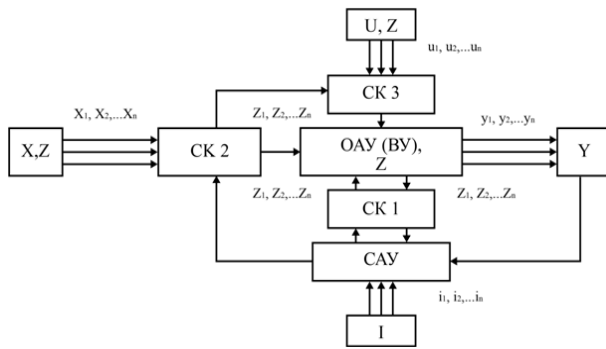 U, Z
u₁, u₂,...uₙ
СК 3
X₁, X₂,...Xₙ
Z₁, Z₂,...Zₙ
y₁, y₂,...yₙ
X,Z
СК 2
ОАУ (ВУ),
Z
Y
Z₁, Z₂,...Zₙ
Z₁, Z₂,...Zₙ
СК 1
САУ
i₁, i₂,...iₙ
I